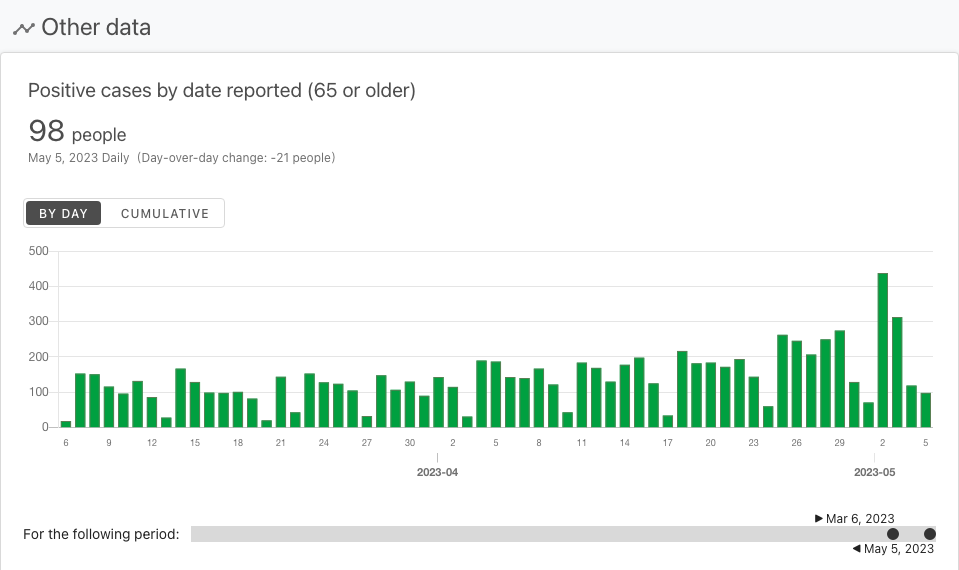 Other data
Positive cases by date reported (65 or older)
98 people
May 5, 2023 Daily (Day-over-day change: -21 people)
BY DAY CUMULATIVE
500
400
300
200
100
0
6 9 12 15 18 21 24 27 30 2 5 8 11 14 17 20 23 26 29 2 5
2023-04 2023-05
▶ Mar 6, 2023
For the following period:
◀ May 5, 2023